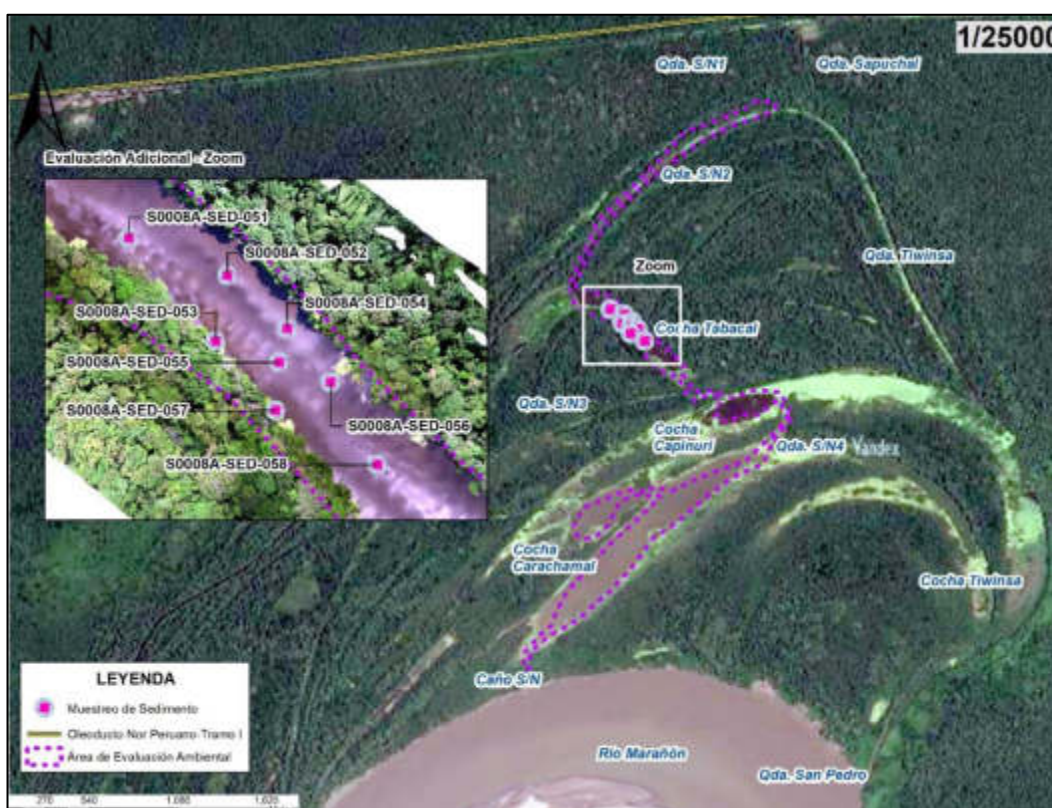 1/25000
N
Qda. S/N1
Qda. Sapuchal
Evaluación Adicional - Zoom
Qda. S/N2
S0008A-SED-051
S0008A-SED-052
Qda. Tiwinsa
Zoom
S0008A-SED-054
S0008A-SED-053
Cocha Tabacal
S0008A-SED-055
S0008A-SED-057
Qda. S/N3
S0008A-SED-056
Cocha
Capinuri
Qda. S/N4
Yandex
S0008A-SED-058
Cocha
Carachamal
Cocha Tiwinsa
LEYENDA
Caño S/N
Muestreo de Sedimento
Oleoducto Nor Peruano-Tramo I
Área de Evaluación Ambiental
Río Marañón
Qda. San Pedro
270 540 1,080